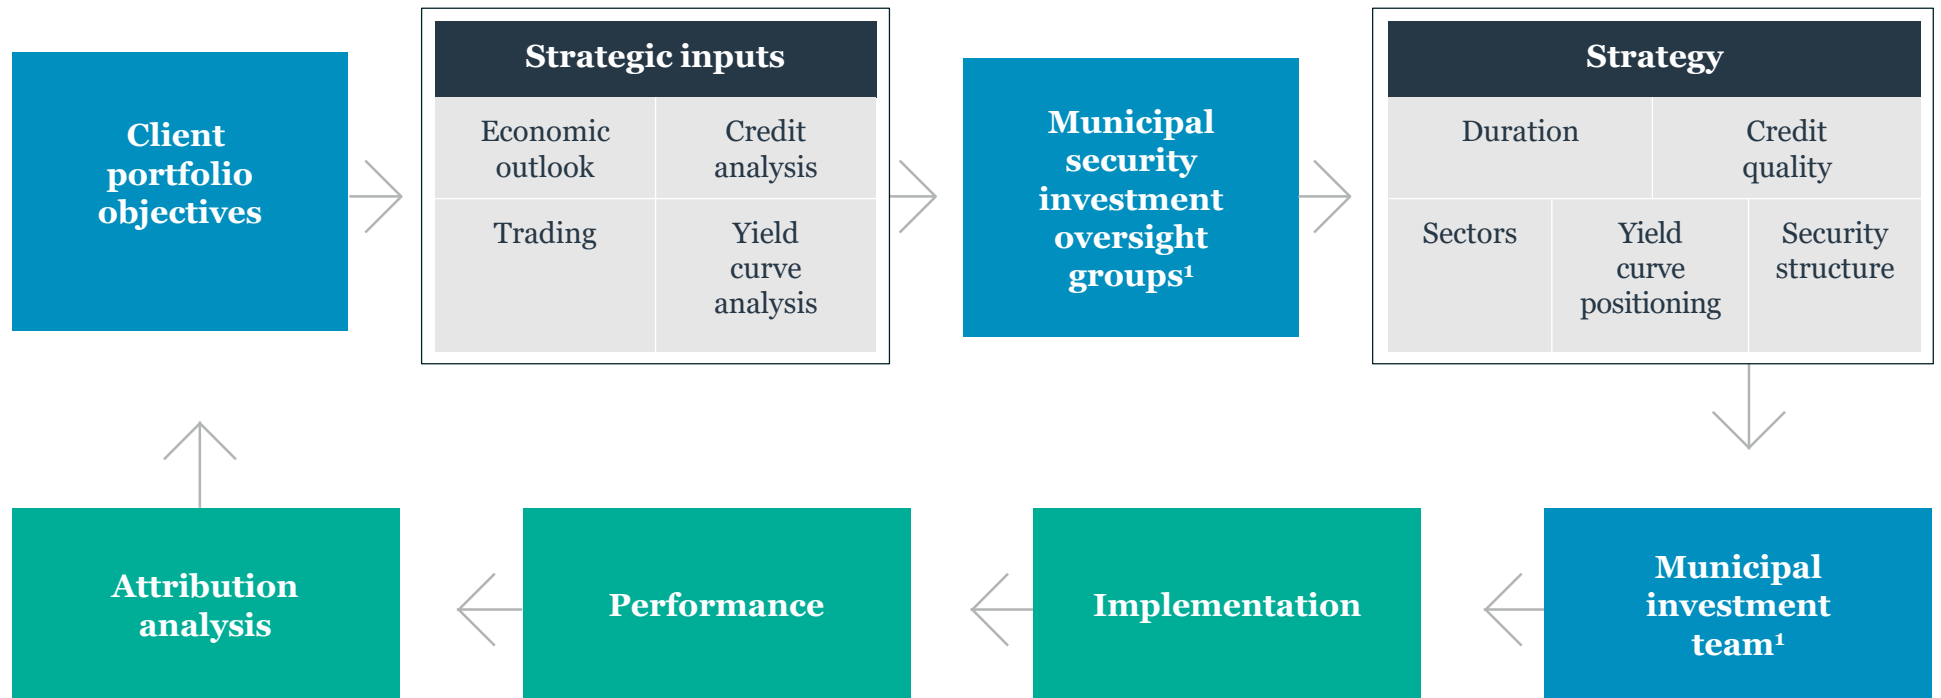 Client
portfolio
objectives
Strategic inputs
Economic
outlook
Credit
analysis
Trading
Yield
curve
analysis
Municipal
security
investment
oversight
groups¹
Strategy
Duration
Credit
quality
Sectors
Yield
curve
positioning
Security
structure
Attribution
analysis
Performance
Implementation
Municipal
investment
team¹